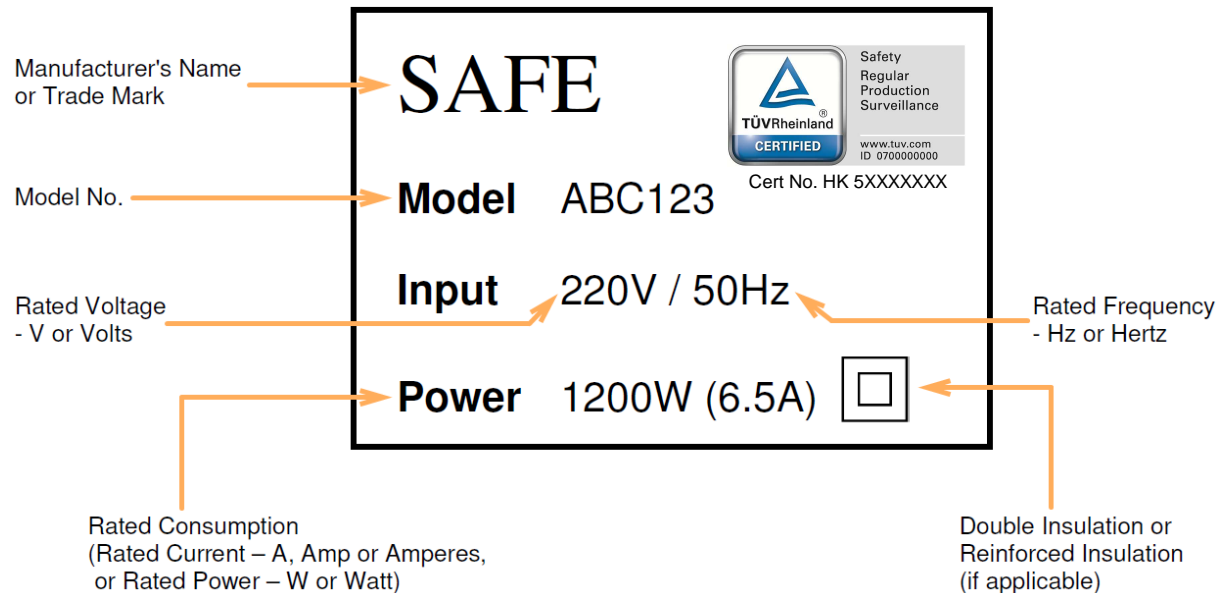 Manufacturer's Name
or Trade Mark
SAFE
TÜVRheinland®
CERTIFIED
Safety
Regular
Production
Surveillance
www.tuv.com
ID 0700000000
Cert No. HK 5XXXXXXX
Model No.
Model ABC123
Rated Voltage
- V or Volts
Input 220V / 50Hz
Rated Frequency
- Hz or Hertz
Power 1200W (6.5A)
Rated Consumption
(Rated Current – A, Amp or Amperes,
or Rated Power – W or Watt)
Double Insulation or
Reinforced Insulation
(if applicable)